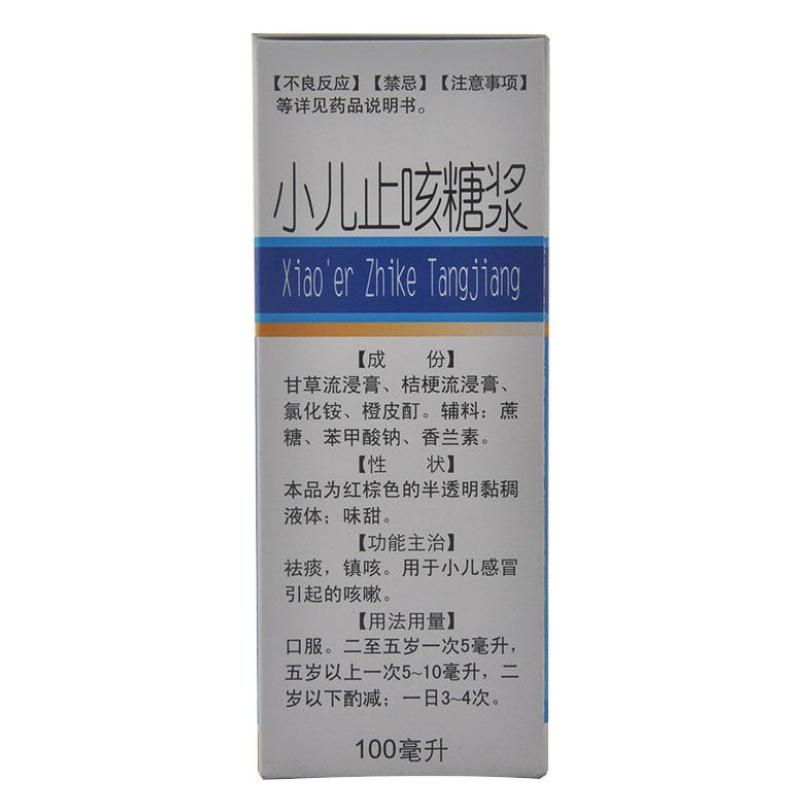 【不良反应】【禁忌】【注意事项】
等详见药品说明书。
小儿止咳糖浆
Xiao'er Zhike Tangjiang
【成 份】
甘草流浸膏、桔梗流浸膏、
氯化铵、橙皮酊。辅料：蔗
糖、苯甲酸钠、香兰素。
【性 状】
本品为红棕色的半透明黏稠
液体；味甜。
【功能主治】
祛痰，镇咳。用于小儿感冒
引起的咳嗽。
【用法用量】
口服。二至五岁一次5毫升，
五岁以上一次5~10毫升，二
岁以下酌减；一日3~4次。
100毫升